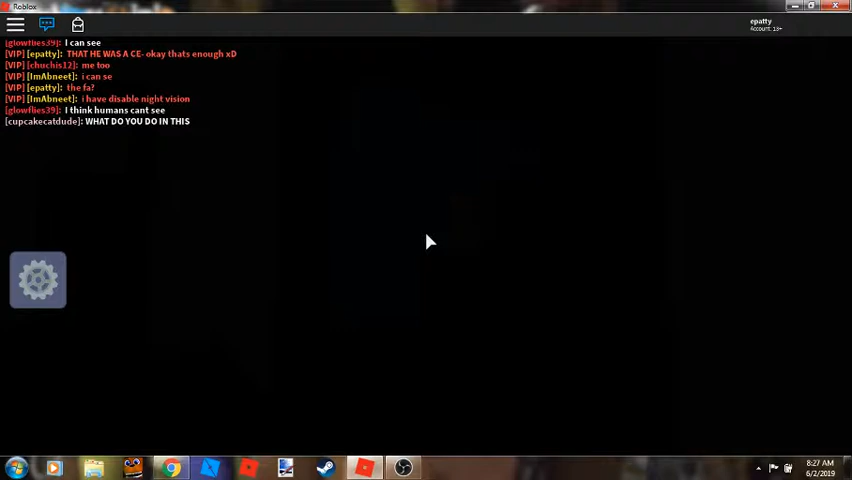 Roblox
epatty
Account: 13+
[glowflies39]: I can see
[VIP] [epatty]: THAT HE WAS A CE- okay thats enough xD
[VIP] [chuchis12]: me too
[VIP] [ImAbneet]: i can se
[VIP] [epatty]: the fa?
[VIP] [ImAbneet]: i have disable night vision
[glowflies39]: I think humans cant see
[cupcakecatdude]: WHAT DO YOU DO IN THIS
8:27 AM
6/2/2019